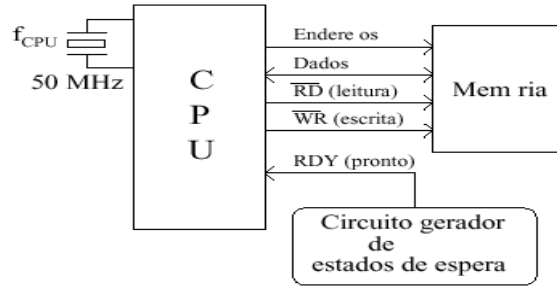 f CPU
50 MHz
C
P
U
Endere os
Dados
RD (leitura)
WR (escrita)
RDY (pronto)
Mem ria
Circuito gerador
de
estados de espera